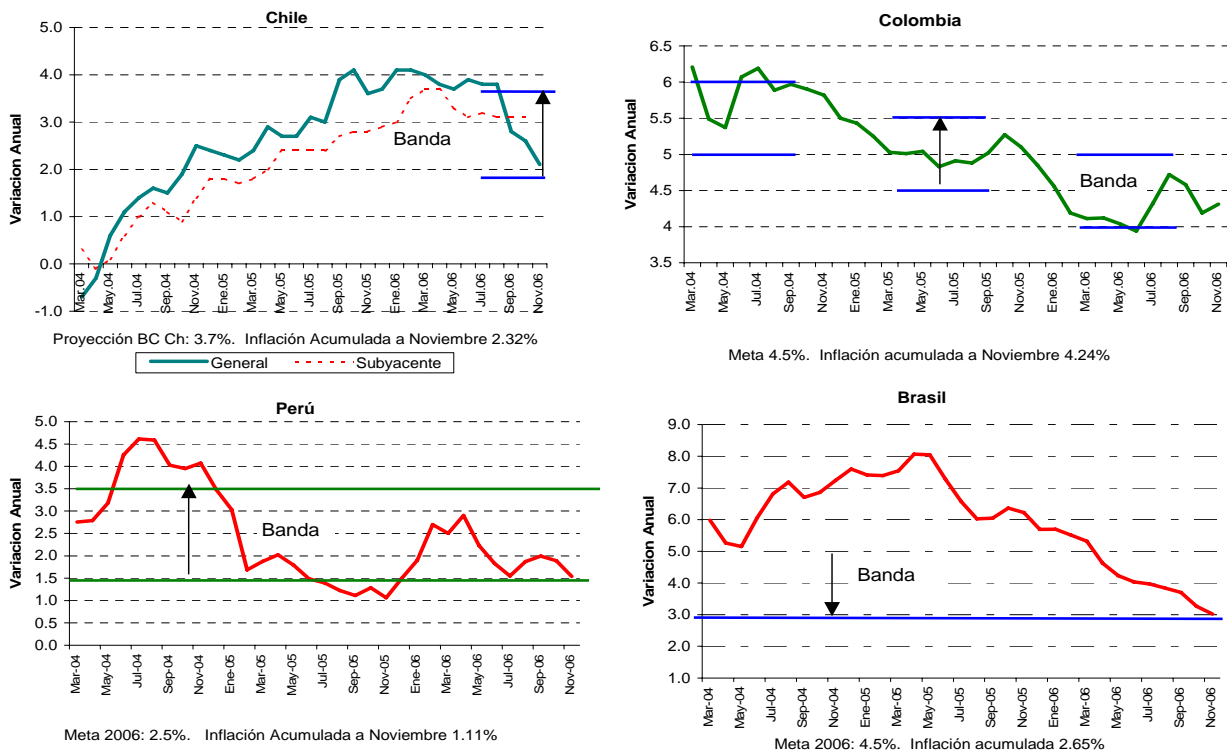 Chile
Variacion Anual
5.0
4.0
3.0
2.0
1.0
0.0
-1.0
Banda
Mar.04
May.04
Jul.04
Sep.04
Nov.04
Ene.05
Mar.05
May.05
Jul.05
Sep.05
Nov.05
Ene.06
Mar.06
May.06
Jul.06
Sep.06
Nov.06
Proyección BC Ch: 3.7%. Inflación Acumulada a Noviembre 2.32%
General Subyacente
Colombia
Variacion Anual
6.5
6.0
5.5
5.0
4.5
4.0
3.5
Banda
Mar.04
May.04
Jul.04
Sep.04
Nov.04
Ene.05
Mar.05
May.05
Jul.05
Sep.05
Nov.05
Ene.06
Mar.06
May.06
Jul.06
Sep.06
Nov.06
Meta 4.5%. Inflación acumulada a Noviembre 4.24%
Perú
Variacion Anual
5.0
4.5
4.0
3.5
3.0
2.5
2.0
1.5
1.0
0.5
0.0
Banda
Mar-04
May-04
Jul-04
Sep-04
Nov-04
Ene-05
Mar-05
May-05
Jul-05
Sep-05
Nov-05
Ene-06
Mar-06
May-06
Jul-06
Sep-06
Nov-06
Meta 2006: 2.5%. Inflación Acumulada a Noviembre 1.11%
Brasil
Variacion Anual
9.0
8.0
7.0
6.0
5.0
4.0
3.0
2.0
1.0
Banda
Mar-04
May-04
Jul-04
Sep-04
Nov-04
Ene-05
Mar-05
May-05
Jul-05
Sep-05
Nov-05
Ene-06
Mar-06
May-06
Jul-06
Sep-06
Nov-06
Meta 2006: 4.5%. Inflación acumulada 2.65%